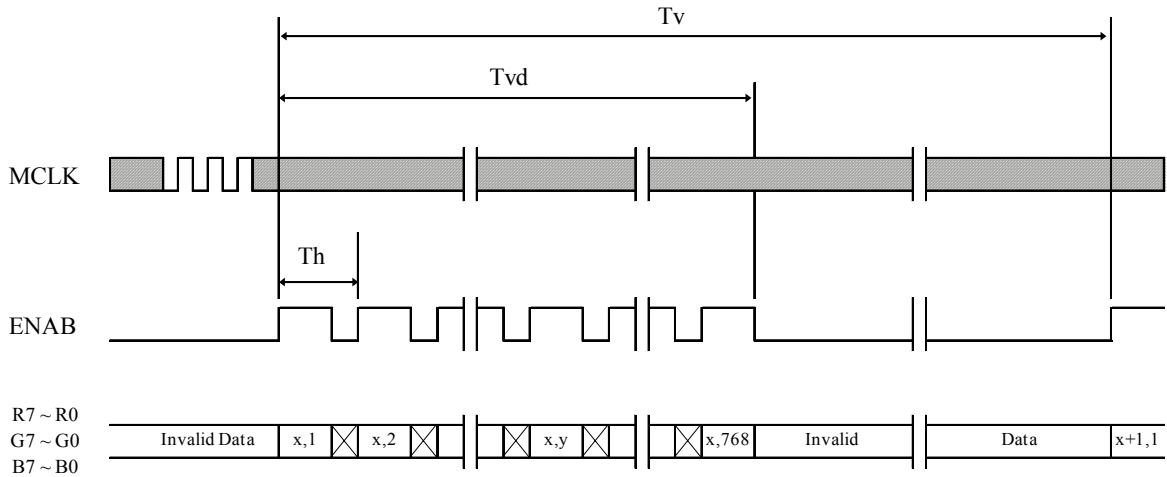 Tv
Tvd
MCLK
Th
ENAB
R7 ~ R0
G7 ~ G0
B7 ~ B0
Invalid Data x,1 x,2 x,y x,768 Invalid Data x+1,1